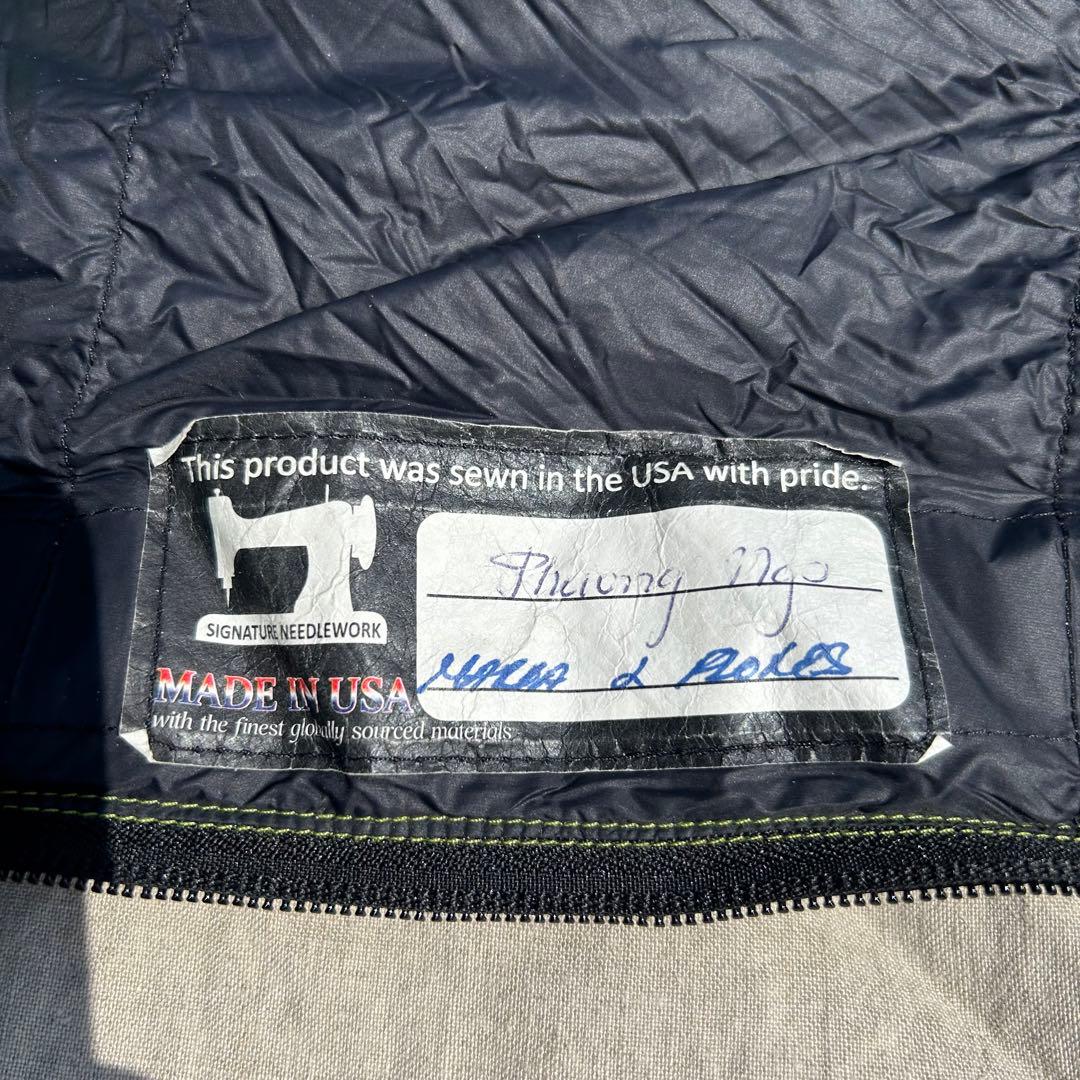 This product was sewn in the USA with pride.
SIGNATURE NEEDLEWORK
Phuong Ngo
MADE IN USA
with the finest globally sourced materials